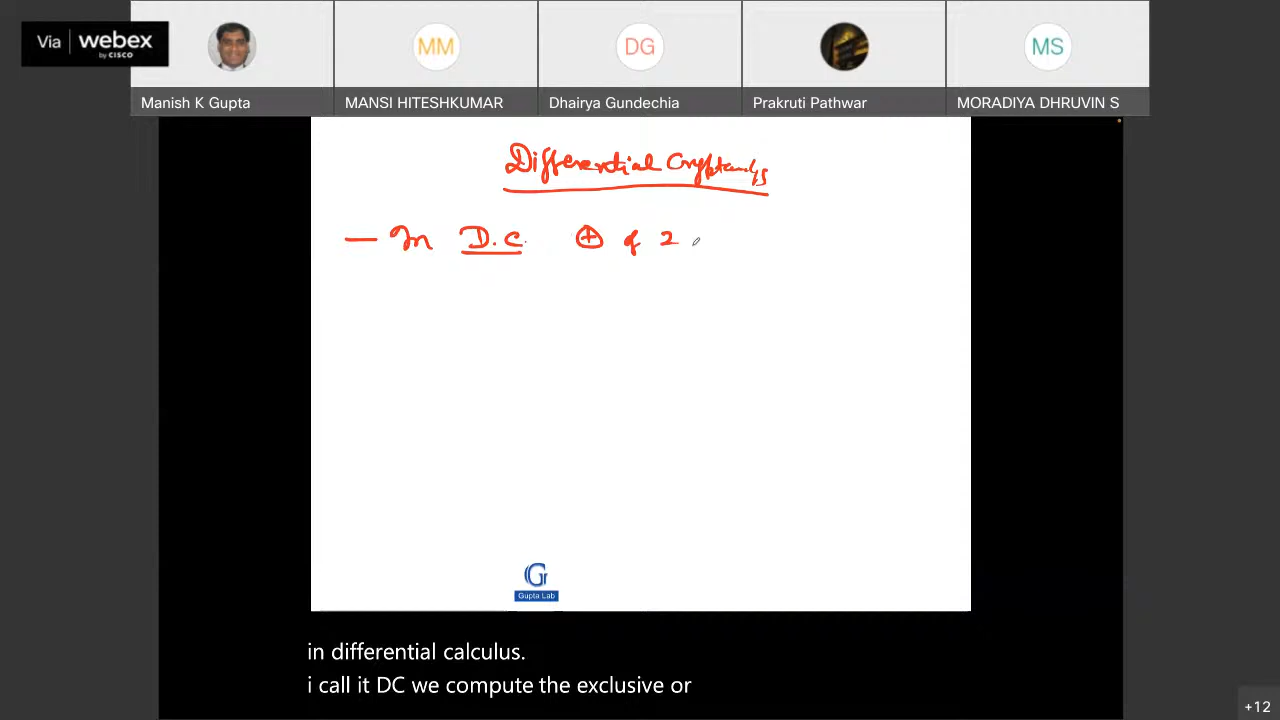 Via webex
by CISCO
MM
DG
MS
Manish K Gupta
MANSI HITESHKUMAR
Dhairya Gundechia
Prakruti Pathwar
MORADIYA DHRUVIN S
Differential Cryptanalys
— In D.C. ⊕ of 2
G
Gupta Lab
in differential calculus.
i call it DC we compute the exclusive or
+12